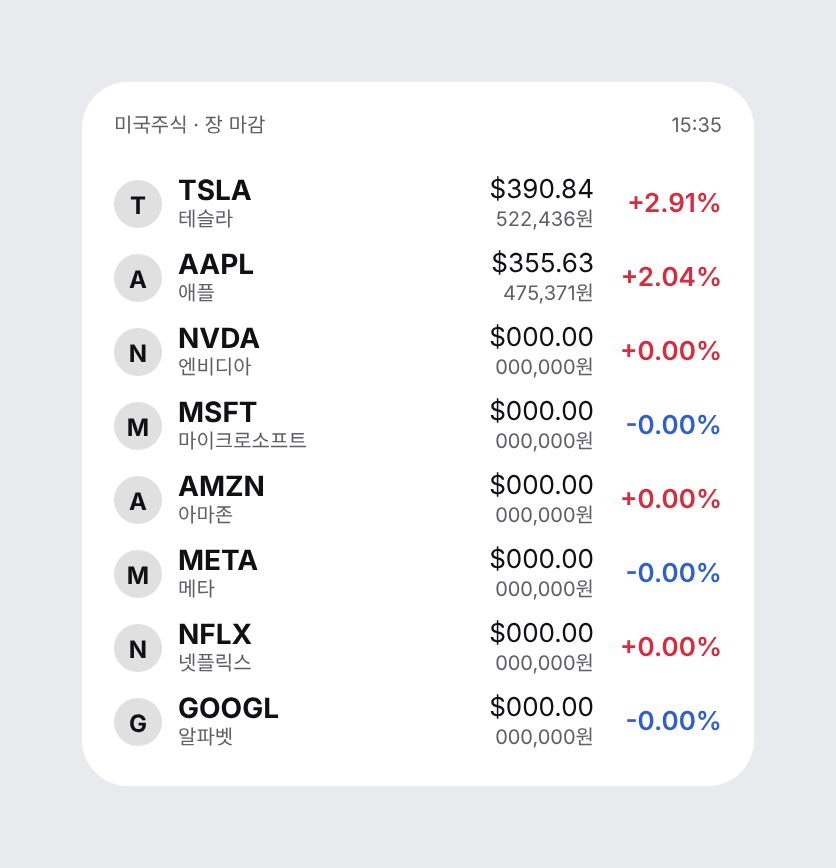 미국주식 · 장 마감 15:35
T TSLA $390.84 +2.91%
테슬라 522,436원
A AAPL $355.63 +2.04%
애플 475,371원
N NVDA $000.00 +0.00%
엔비디아 000,000원
M MSFT $000.00 -0.00%
마이크로소프트 000,000원
A AMZN $000.00 +0.00%
아마존 000,000원
M META $000.00 -0.00%
메타 000,000원
N NFLX $000.00 +0.00%
넷플릭스 000,000원
G GOOGL $000.00 -0.00%
알파벳 000,000원